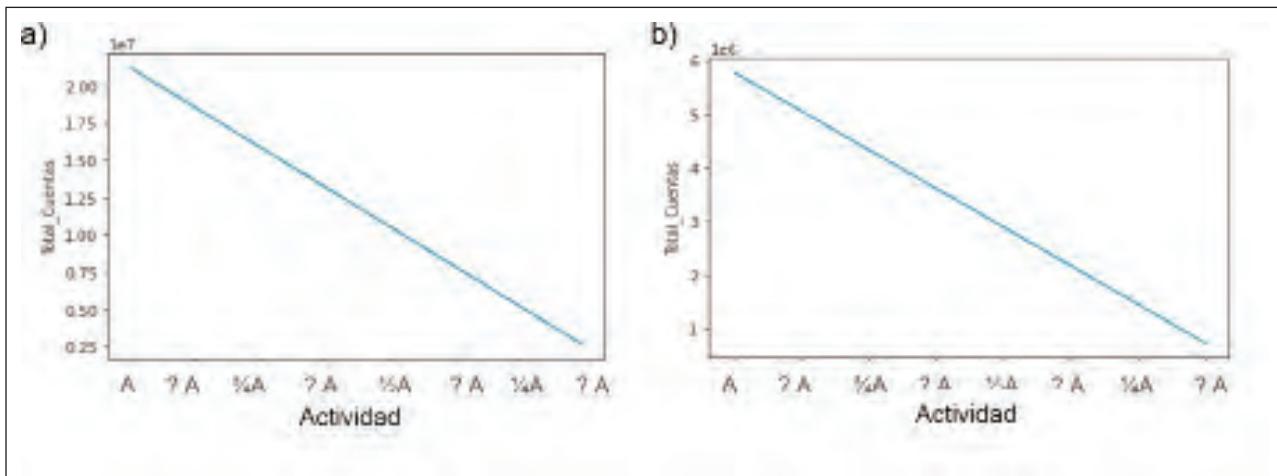 a)
1e7
Total_Cuentas
2.00
1.75
1.50
1.25
1.00
0.75
0.50
0.25
A ? A ¾A ? A ½A ? A ¼A ? A
Actividad
b)
1e6
Total_Cuentas
6
5
4
3
2
1
A ? A ¾A ? A ½A ? A ¼A ? A
Actividad